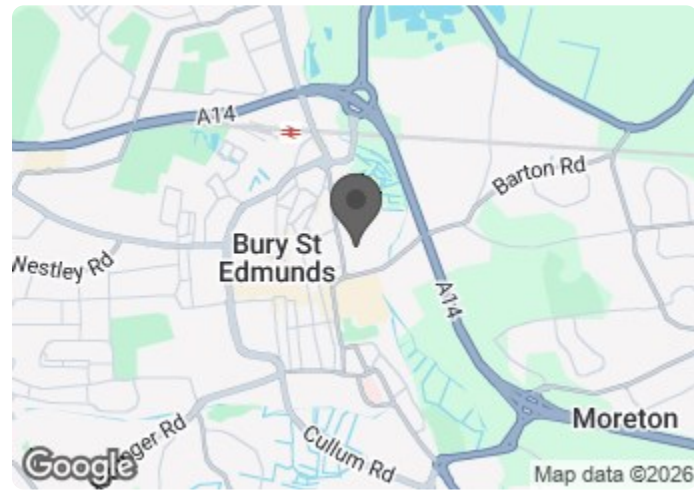 A14
Barton Rd
Bury St
Edmunds
Westley Rd
A14
Moreton
Cullum Rd
Google
Map data ©2026